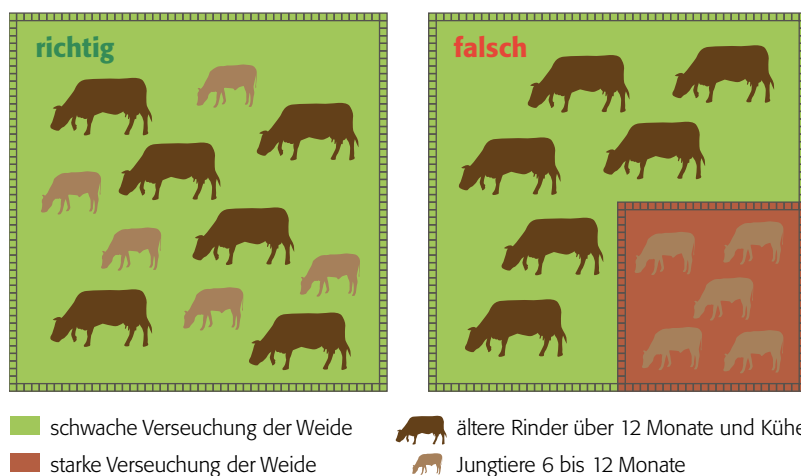 richtig
falsch
schwache Verseuchung der Weide
starke Verseuchung der Weide
ältere Rinder über 12 Monate und Kühe
Jungtiere 6 bis 12 Monate